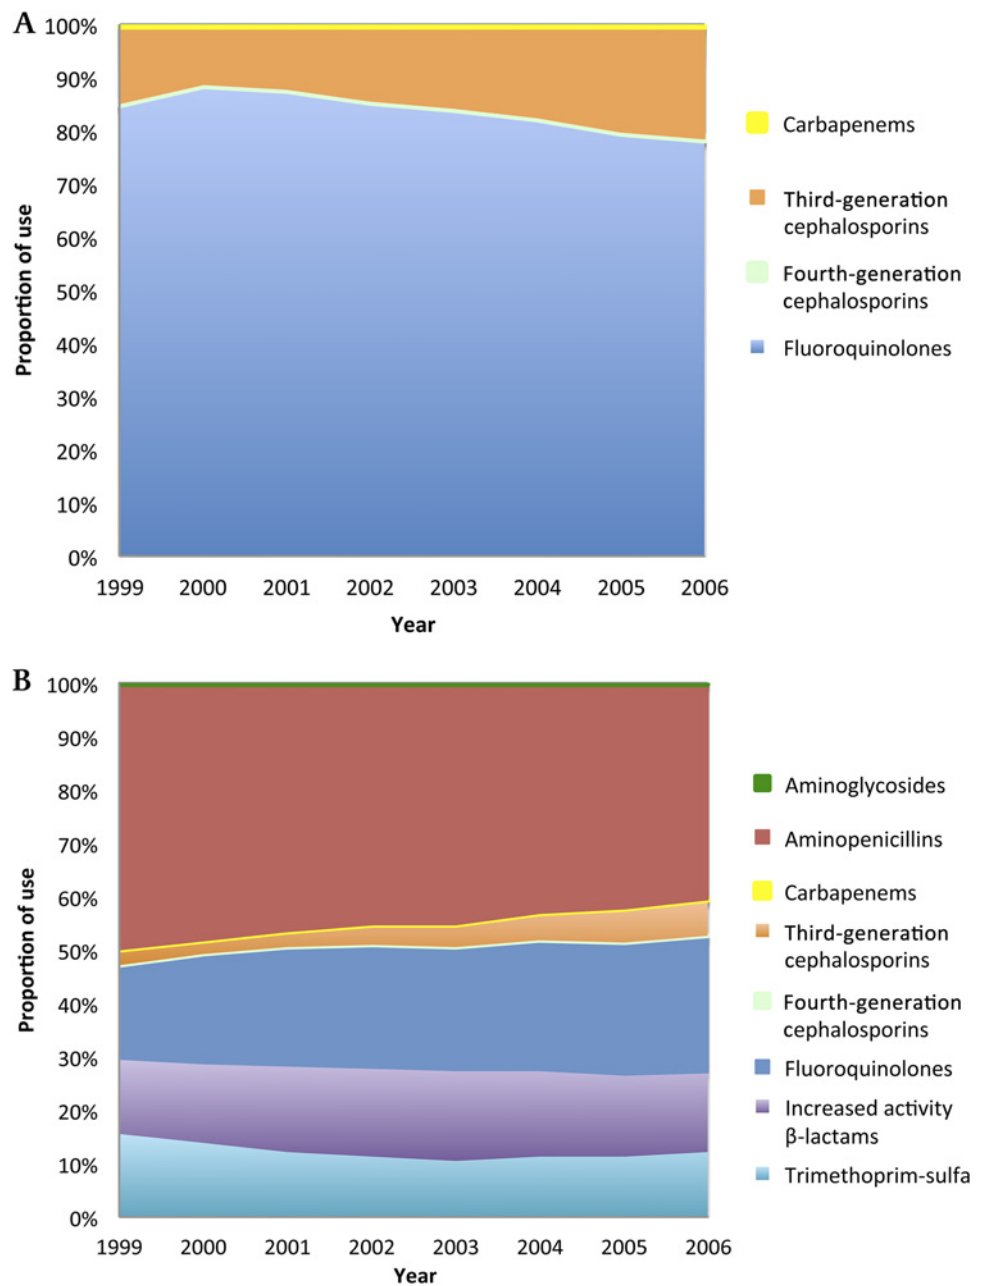 A
100%
90%
80%
70%
60%
50%
40%
30%
20%
10%
0%
Proportion of use
1999 2000 2001 2002 2003 2004 2005 2006
Year
Carbapenems
Third-generation
cephalosporins
Fourth-generation
cephalosporins
Fluoroquinolones
B
100%
90%
80%
70%
60%
50%
40%
30%
20%
10%
0%
Proportion of use
1999 2000 2001 2002 2003 2004 2005 2006
Year
Aminoglycosides
Aminopenicillins
Carbapenems
Third-generation
cephalosporins
Fourth-generation
cephalosporins
Fluoroquinolones
Increased activity
β-lactams
Trimethoprim-sulfa